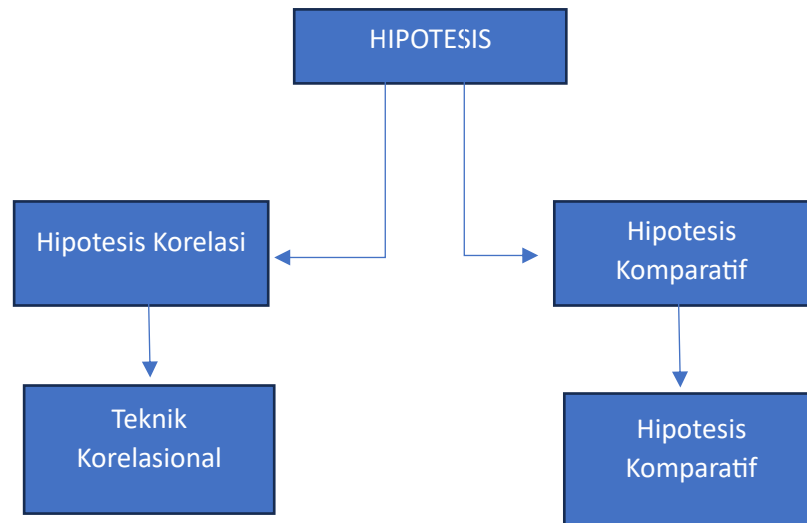 HIPOTESIS
Hipotesis Korelasi
Hipotesis
Komparatif
Teknik
Korelasional
Hipotesis
Komparatif